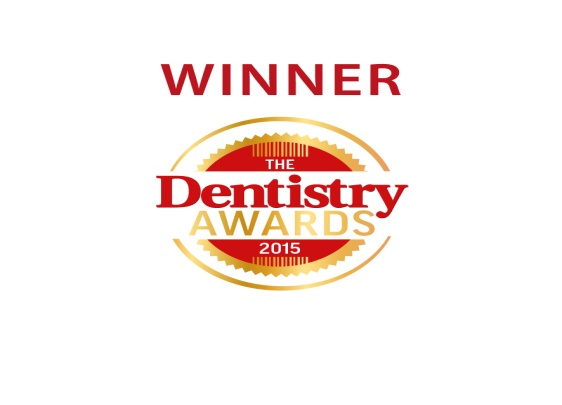 WINNER
THE
Dentistry
AWARDS
2015